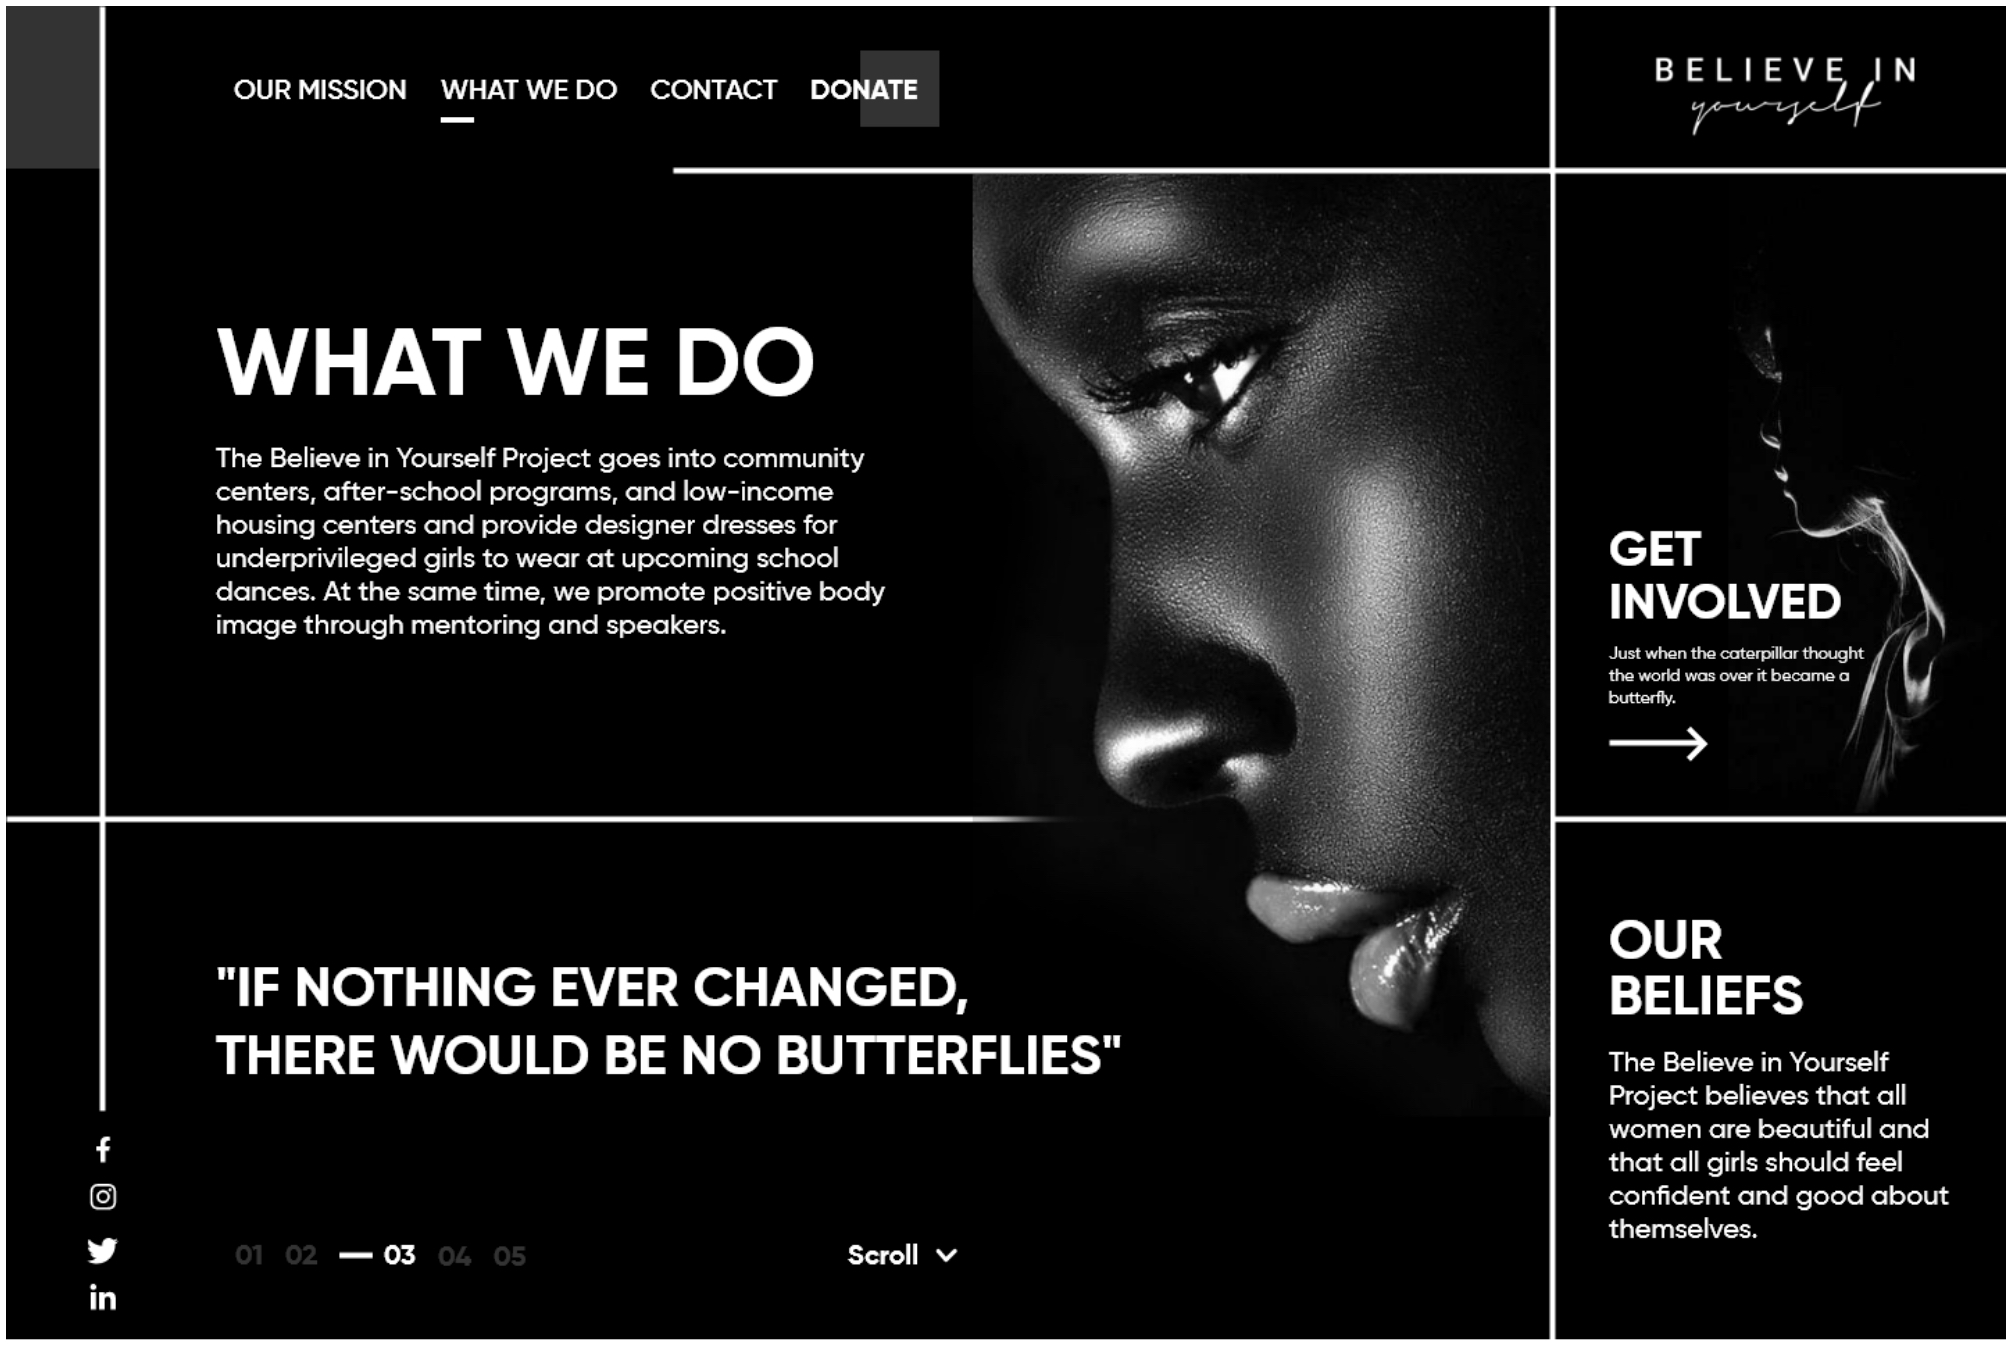 OUR MISSION WHAT WE DO CONTACT DONATE
BELIEVE IN
yourself
WHAT WE DO
The Believe in Yourself Project goes into community
centers, after-school programs, and low-income
housing centers and provide designer dresses for
underprivileged girls to wear at upcoming school
dances. At the same time, we promote positive body
image through mentoring and speakers.
GET
INVOLVED
Just when the caterpillar thought
the world was over it became a
butterfly.
"IF NOTHING EVER CHANGED,
THERE WOULD BE NO BUTTERFLIES"
OUR
BELIEFS
The Believe in Yourself
Project believes that all
women are beautiful and
that all girls should feel
confident and good about
themselves.
01 02 03 04 05
Scroll